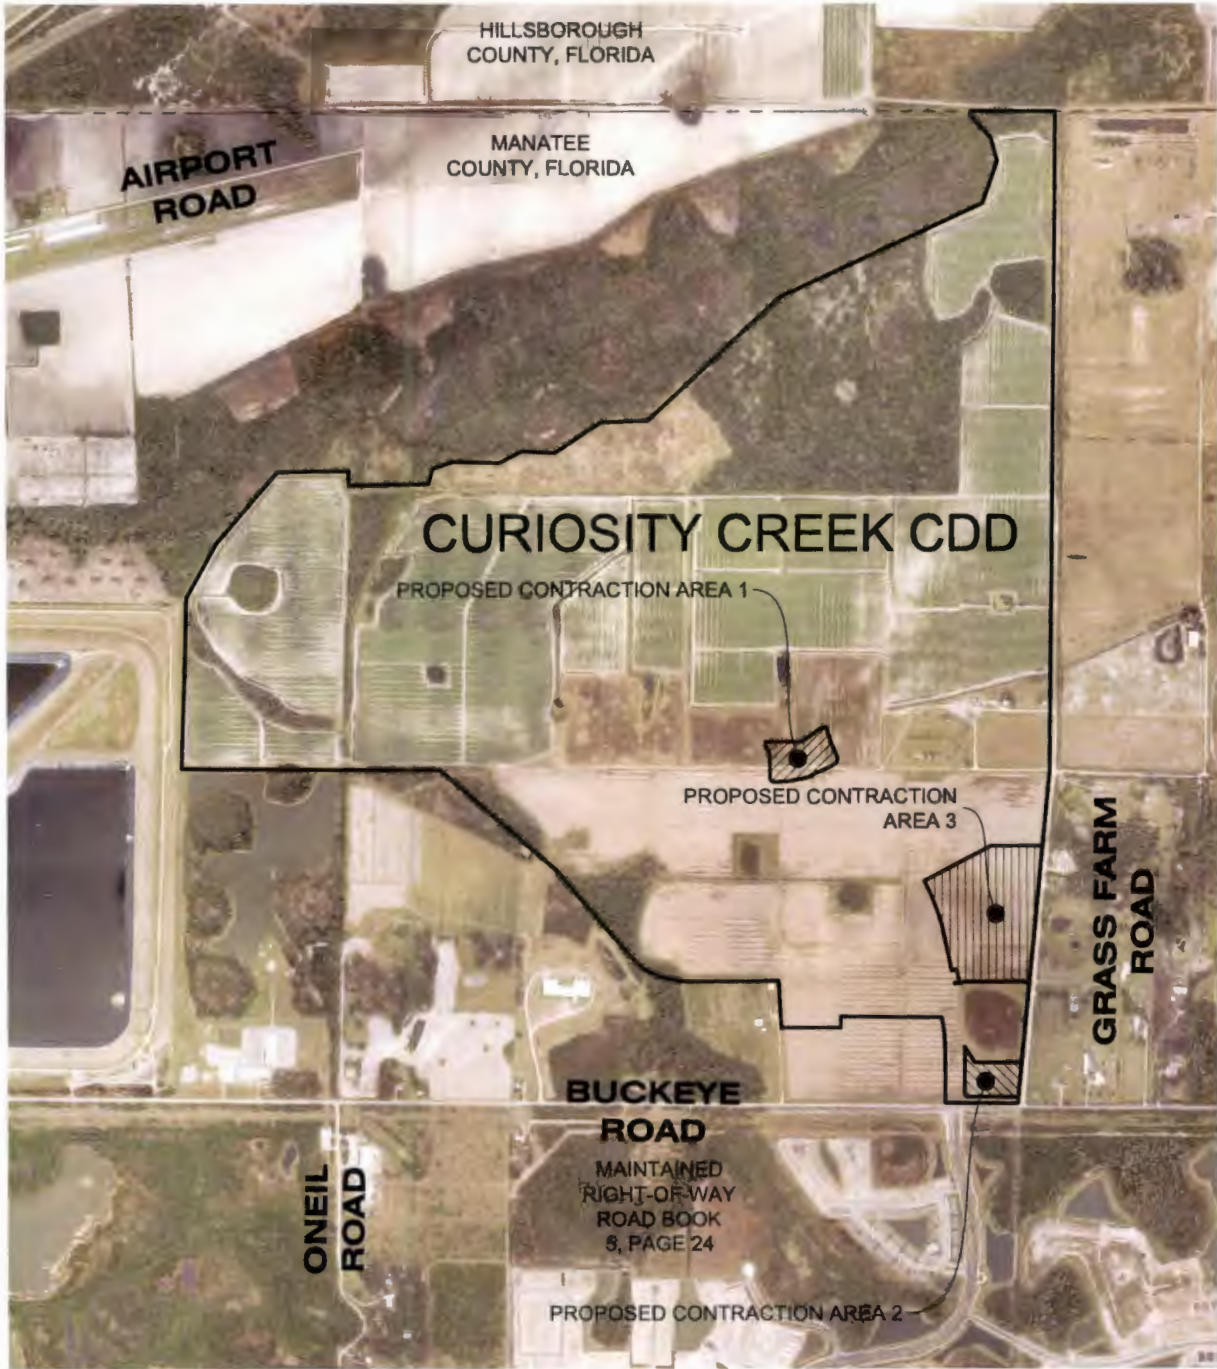 HILLSBOROUGH
COUNTY, FLORIDA
MANATEE
COUNTY, FLORIDA
AIRPORT
ROAD
CURIOSITY CREEK CDD
PROPOSED CONTRACTION AREA 1
PROPOSED CONTRACTION
AREA 3
GRASS FARM
ROAD
BUCKEYE
ROAD
MAINTAINED
RIGHT-OF-WAY
ROAD BOOK
8, PAGE 24
ONEIL
ROAD
PROPOSED CONTRACTION AREA 2